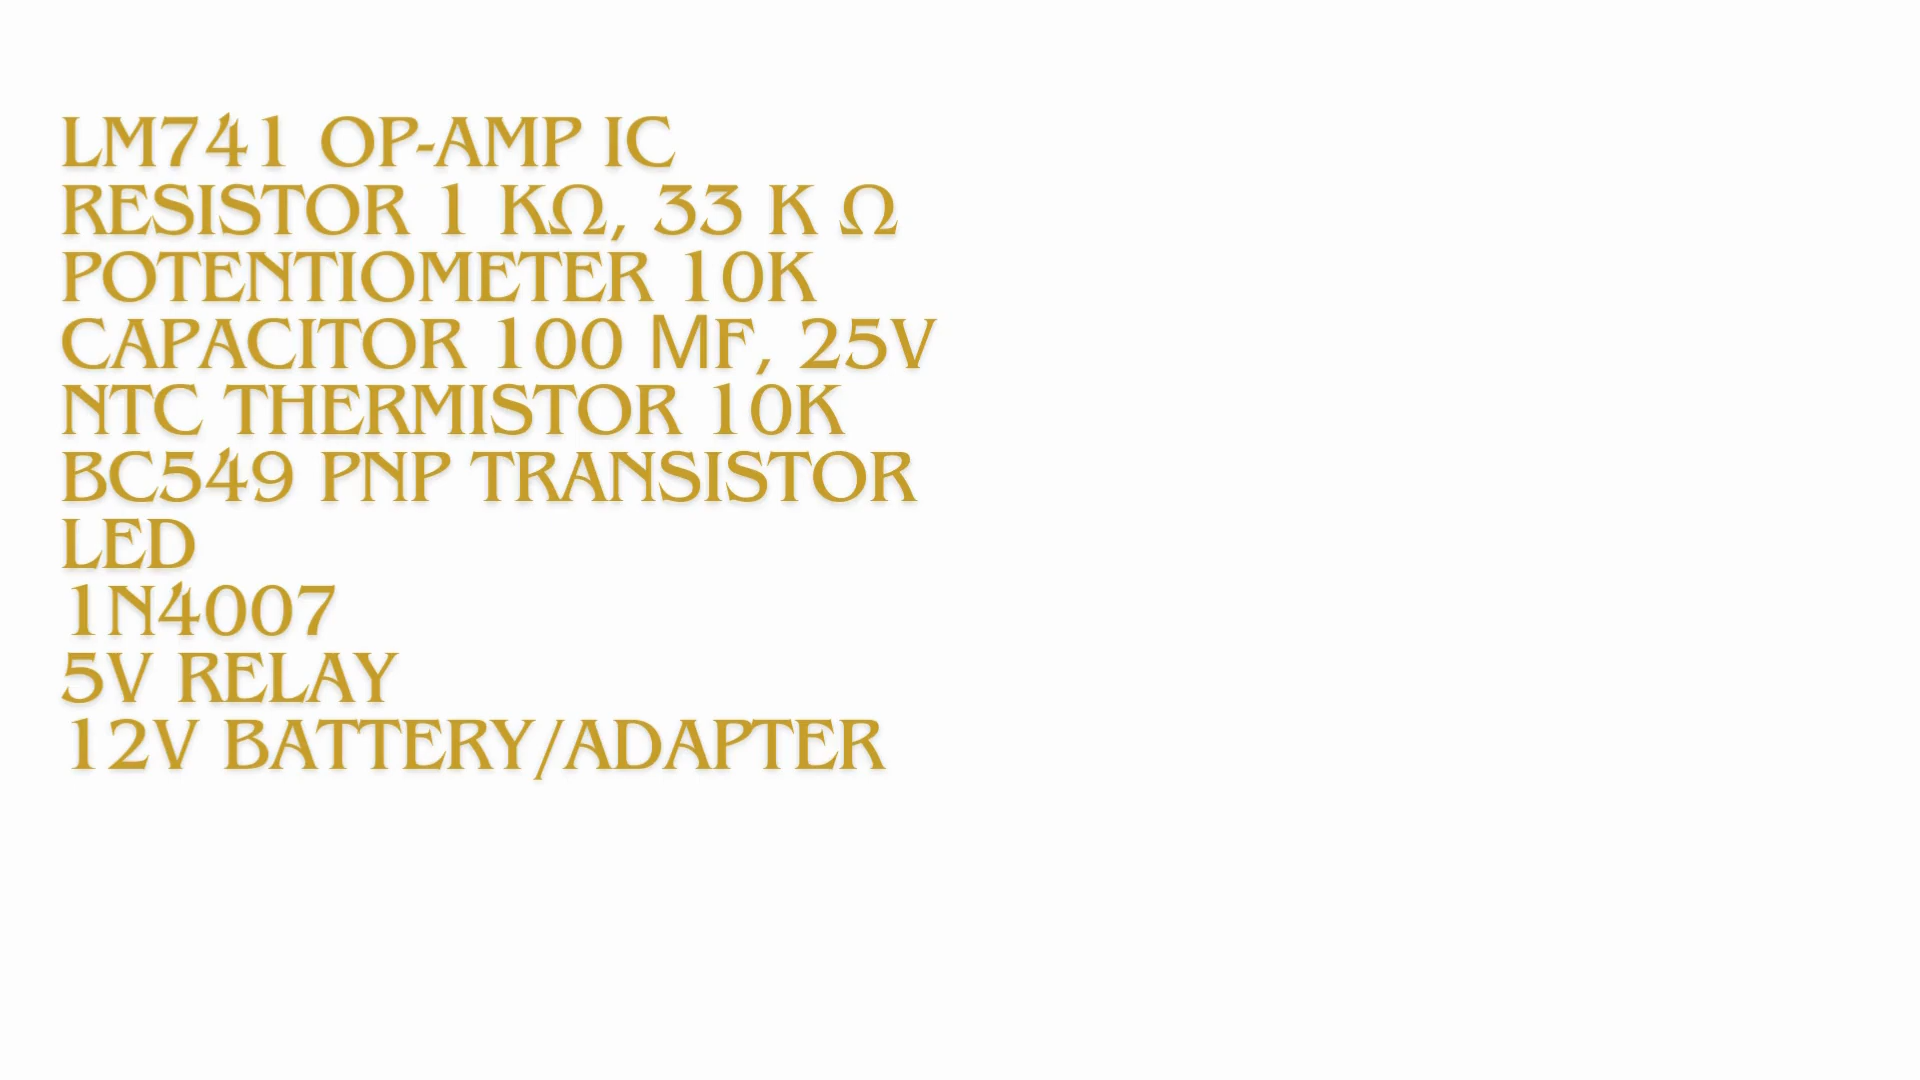 LM741 OP-AMP IC
RESISTOR 1 KΩ, 33 K Ω
POTENTIOMETER 10K
CAPACITOR 100 ΜF, 25V
NTC THERMISTOR 10K
BC549 PNP TRANSISTOR
LED
1N4007
5V RELAY
12V BATTERY/ADAPTER